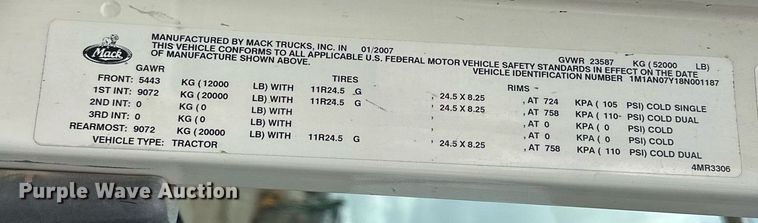 Mack
MANUFACTURED BY MACK TRUCKS, INC. IN 01/2007 GVWR 23587 KG (52000 LB)
THIS VEHICLE CONFORMS TO ALL APPLICABLE U.S. FEDERAL MOTOR VEHICLE SAFETY STANDARDS IN EFFECT ON THE DATE
OF MANUFACTURE SHOWN ABOVE. VEHICLE IDENTIFICATION NUMBER 1M1AN07Y18N001187
GAWR TIRES RIMS
FRONT: 5443 KG (12000 LB) WITH 11R24.5 G , 24.5 X 8.25 , AT 724 KPA ( 105 PSI) COLD SINGLE
1ST INT: 9072 KG (20000 LB) WITH 11R24.5 G , 24.5 X 8.25 , AT 758 KPA ( 110 PSI) COLD DUAL
2ND INT: 0 KG ( 0 LB) WITH , , AT 0 KPA ( 0 PSI) COLD
3RD INT: 0 KG ( 0 LB) WITH , , AT 0 KPA ( 0 PSI) COLD
REARMOST: 9072 KG (20000 LB) WITH 11R24.5 G , 24.5 X 8.25 , AT 758 KPA ( 110 PSI) COLD DUAL
VEHICLE TYPE: TRACTOR
4MR3306
Purple Wave Auction